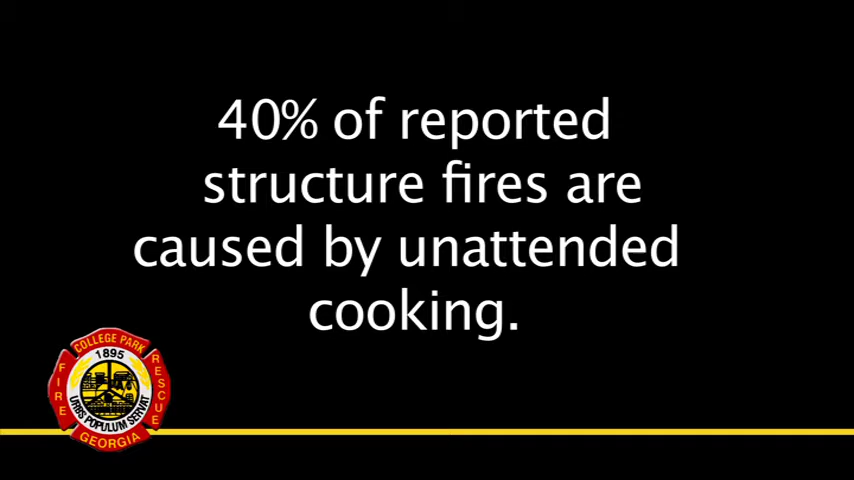 40% of reported
structure fires are
caused by unattended
cooking.
COLLEGE PARK
1895
FIRE
RESCUE
URBS POPULUM SERVAT
GEORGIA